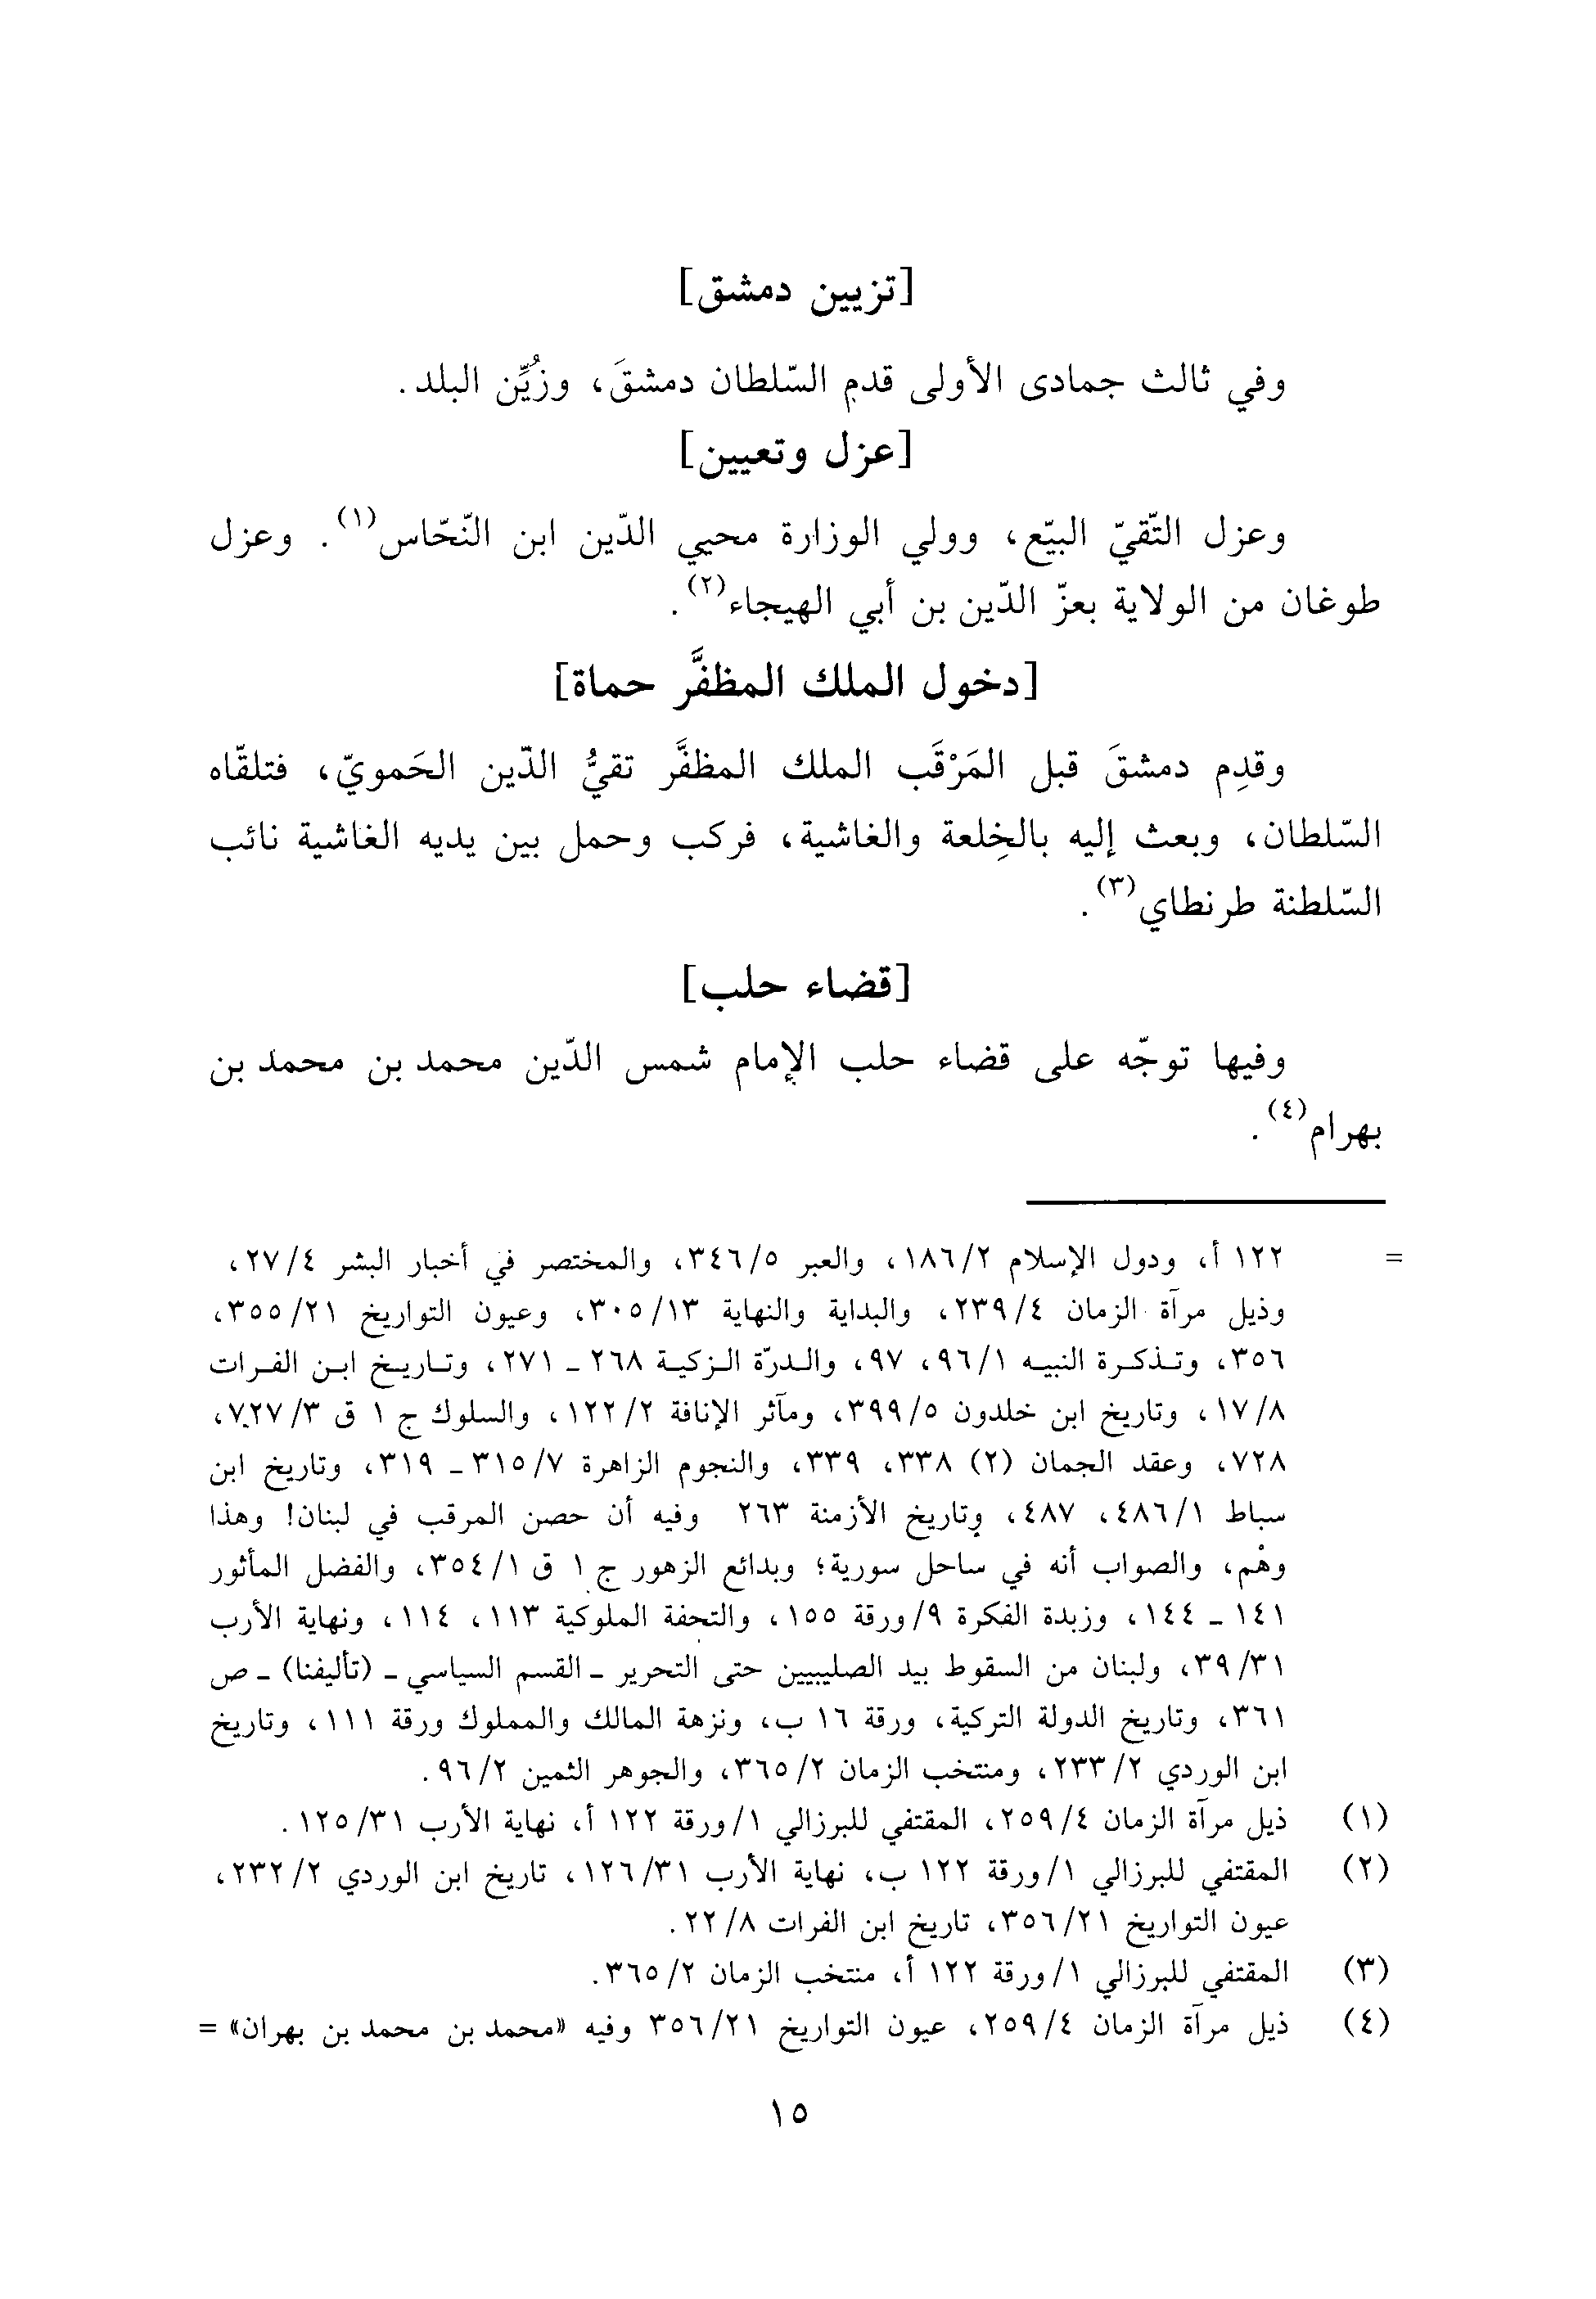 [تزيين دمشق]
وفي ثالث جمادى الأولى قدم السّلطان دمشقَ، وزُيِّن البلد.
[عزل وتعيين]
وعزل التّقيّ البيّع، وولي الوزارة محيي الدّين ابن النّحّاس(١). وعزل
طوغان من الولاية بعزّ الدّين بن أبي الهيجاء(٢).
[دخول الملك المظفَّر حماة]
وقدِم دمشقَ قبل المَرْقَب الملك المظفَّر تقيُّ الدّين الحَمويّ، فتلقّاه
السّلطان، وبعث إليه بالخِلعة والغاشية، فركب وحمل بين يديه الغاشية نائب
السّلطنة طرنطاي(٣).
[قضاء حلب]
وفيها توجّه على قضاء حلب الإمام شمس الدّين محمد بن محمد بن
بهرام(٤).
= ١٢٢ أ، ودول الإسلام ١٨٦/٢، والعبر ٣٤٦/٥، والمختصر في أخبار البشر ٢٧/٤،
وذيل مرآة الزمان ٢٣٩/٤، والبداية والنهاية ٣٠٥/١٣، وعيون التواريخ ٣٥٥/٢١،
٣٥٦، وتذكرة النبيه ٩٦/١، ٩٧، والدرّة الزكية ٢٦٨ ـ ٢٧١، وتاريخ ابن الفرات
١٧/٨، وتاريخ ابن خلدون ٣٩٩/٥، ومآثر الإنافة ١٢٢/٢، والسلوك ج ١ ق ٧٢٧/٣،
٧٢٨، وعقد الجمان (٢) ٣٣٨، ٣٣٩، والنجوم الزاهرة ٣١٥/٧ ـ ٣١٩، وتاريخ ابن
سباط ٤٨٦/١، ٤٨٧، وتاريخ الأزمنة ٢٦٣ وفيه أن حصن المرقب في لبنان! وهذا
وهْم، والصواب أنه في ساحل سورية؛ وبدائع الزهور ج ١ ق ٣٥٤/١، والفضل المأثور
١٤١ ـ ١٤٤، وزبدة الفكرة ٩/ورقة ١٥٥، والتحفة الملوكية ١١٣، ١١٤، ونهاية الأرب
٣٩/٣١، ولبنان من السقوط بيد الصليبيين حتى التحرير ـ القسم السياسي ـ (تأليفنا) ـ ص
٣٦١، وتاريخ الدولة التركية، ورقة ١٦ ب، ونزهة المالك والمملوك ورقة ١١١، وتاريخ
ابن الوردي ٢٣٣/٢، ومنتخب الزمان ٣٦٥/٢، والجوهر الثمين ٩٦/٢.
(١) ذيل مرآة الزمان ٢٥٩/٤، المقتفي للبرزالي ١/ورقة ١٢٢ أ، نهاية الأرب ١٢٥/٣١.
(٢) المقتفي للبرزالي ١/ورقة ١٢٢ ب، نهاية الأرب ١٢٦/٣١، تاريخ ابن الوردي ٢٣٢/٢،
عيون التواريخ ٣٥٦/٢١، تاريخ ابن الفرات ٢٢/٨.
(٣) المقتفي للبرزالي ١/ورقة ١٢٢ أ، منتخب الزمان ٣٦٥/٢.
(٤) ذيل مرآة الزمان ٢٥٩/٤، عيون التواريخ ٣٥٦/٢١ وفيه «محمد بن محمد بن بهران» =
١٥